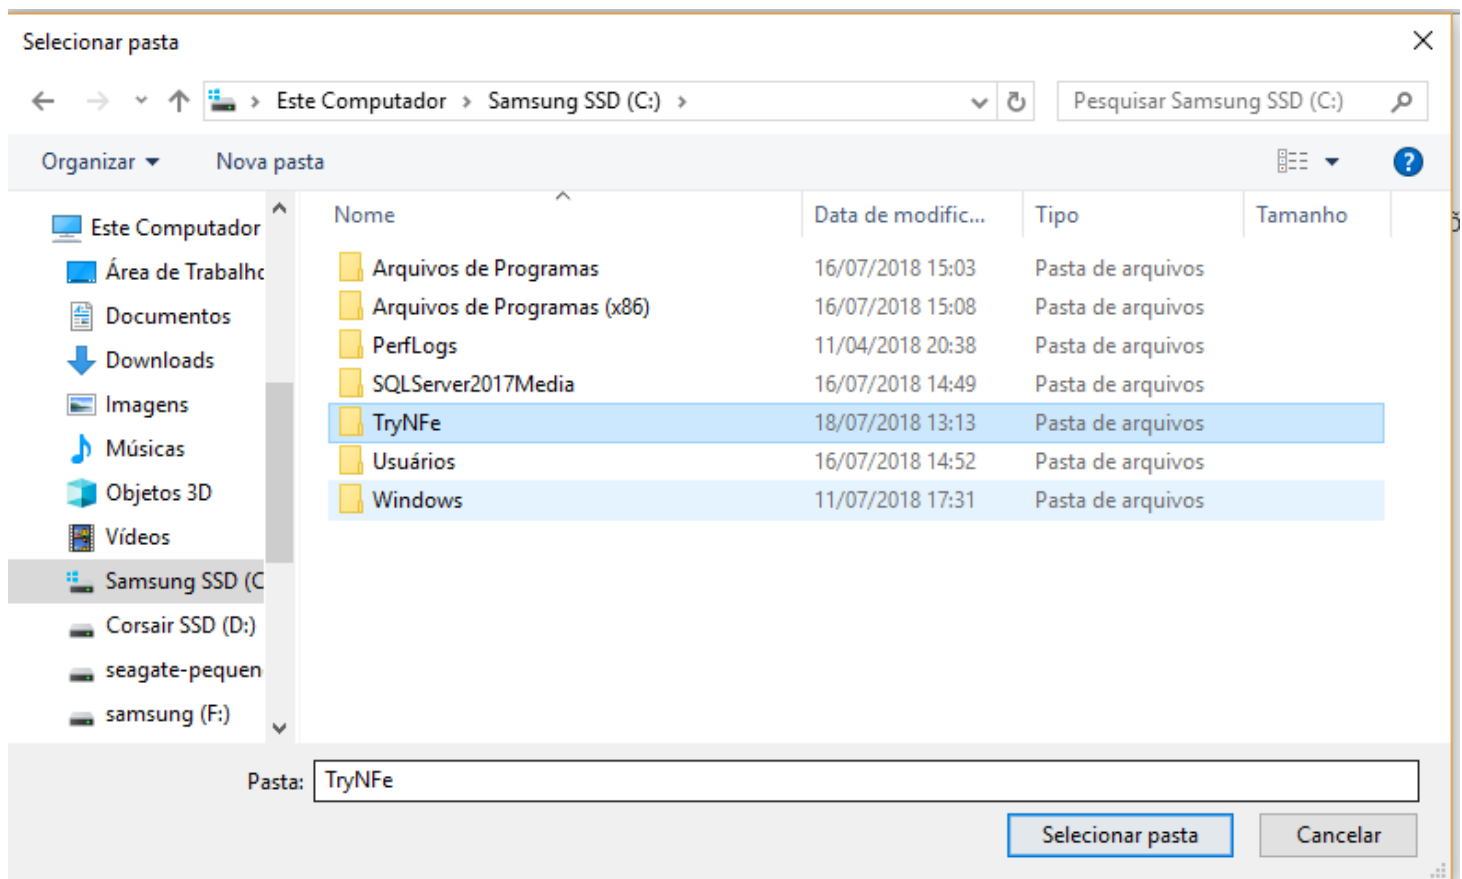 Selecionar pasta
Este Computador > Samsung SSD (C:) >
Pesquisar Samsung SSD (C:)
Organizar
Nova pasta
?
Nome
Data de modific...
Tipo
Tamanho
Este Computador
Área de Trabalho
Documentos
Downloads
Imagens
Músicas
Objetos 3D
Vídeos
Samsung SSD (C
Corsair SSD (D:)
seagate-pequen
samsung (F:)
Arquivos de Programas 16/07/2018 15:03 Pasta de arquivos
Arquivos de Programas (x86) 16/07/2018 15:08 Pasta de arquivos
PerfLogs 11/04/2018 20:38 Pasta de arquivos
SQLServer2017Media 16/07/2018 14:49 Pasta de arquivos
TryNFe 18/07/2018 13:13 Pasta de arquivos
Usuários 16/07/2018 14:52 Pasta de arquivos
Windows 11/07/2018 17:31 Pasta de arquivos
Pasta: TryNFe
Selecionar pasta
Cancelar